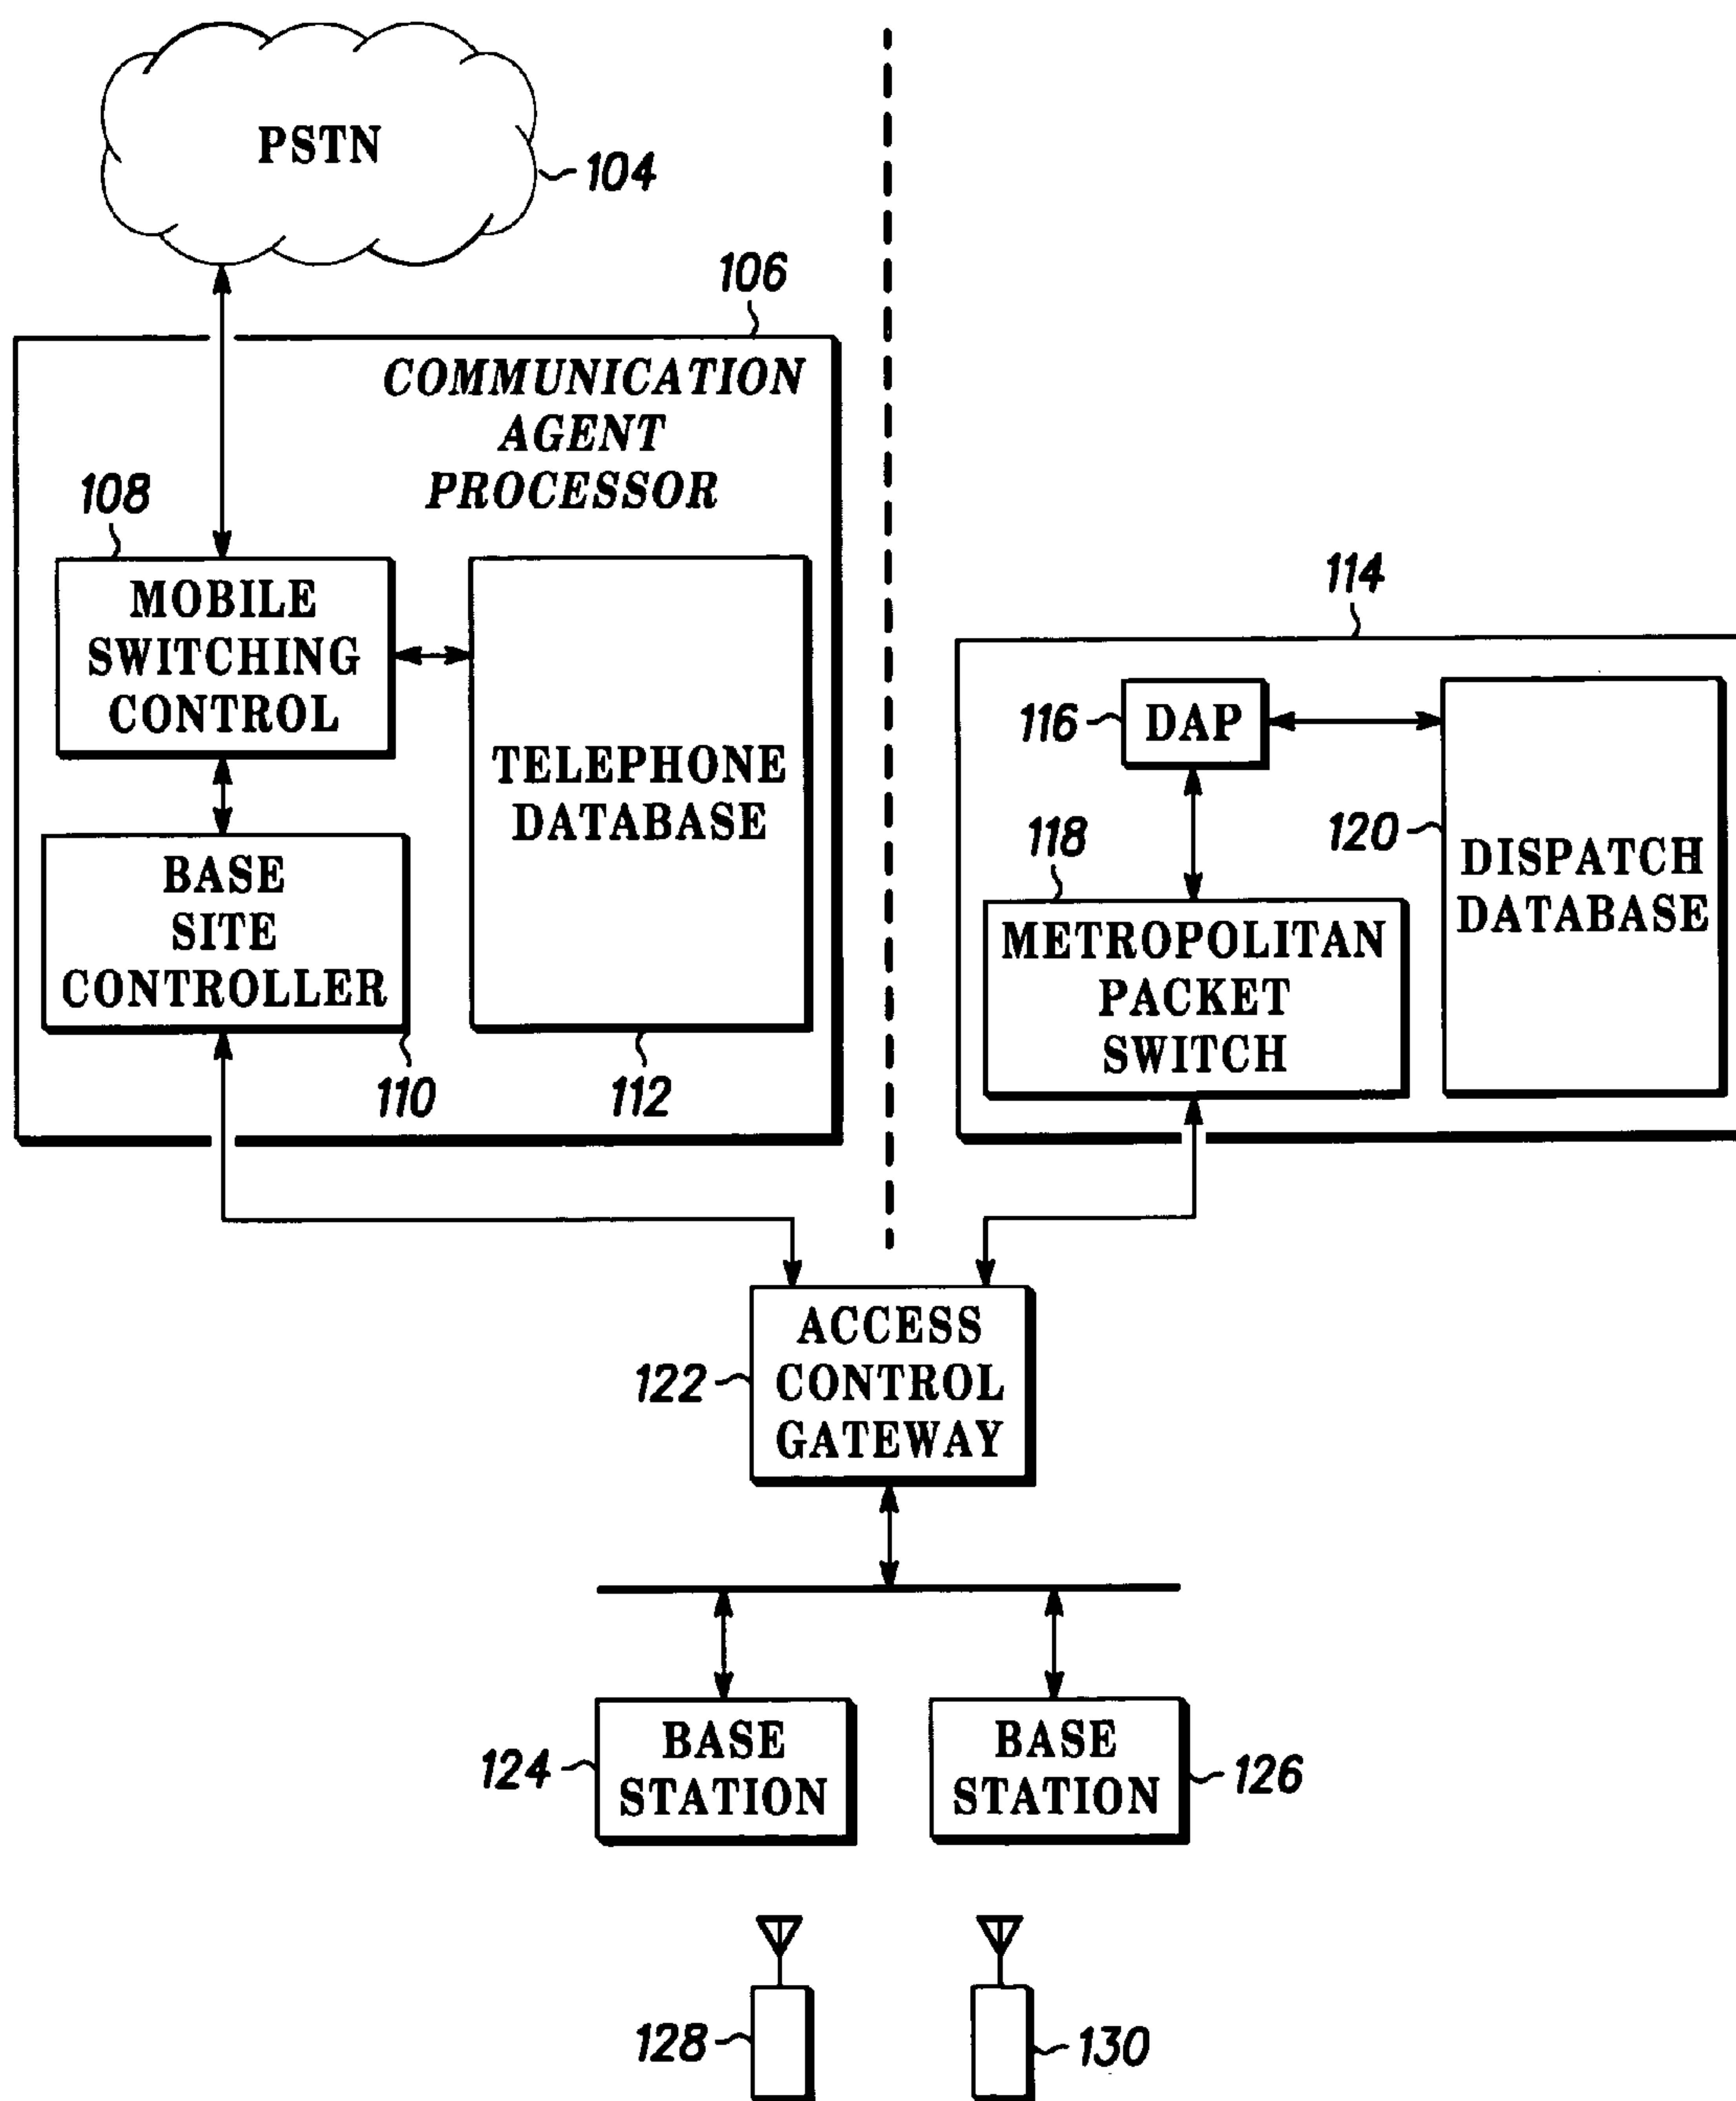 PSTN
104
106
COMMUNICATION
AGENT
PROCESSOR
108
MOBILE
SWITCHING
CONTROL
TELEPHONE
DATABASE
BASE
SITE
CONTROLLER
110
112
114
116
DAP
118
120
DISPATCH
DATABASE
METROPOLITAN
PACKET
SWITCH
122
ACCESS
CONTROL
GATEWAY
124
BASE
STATION
BASE
STATION
126
128
130